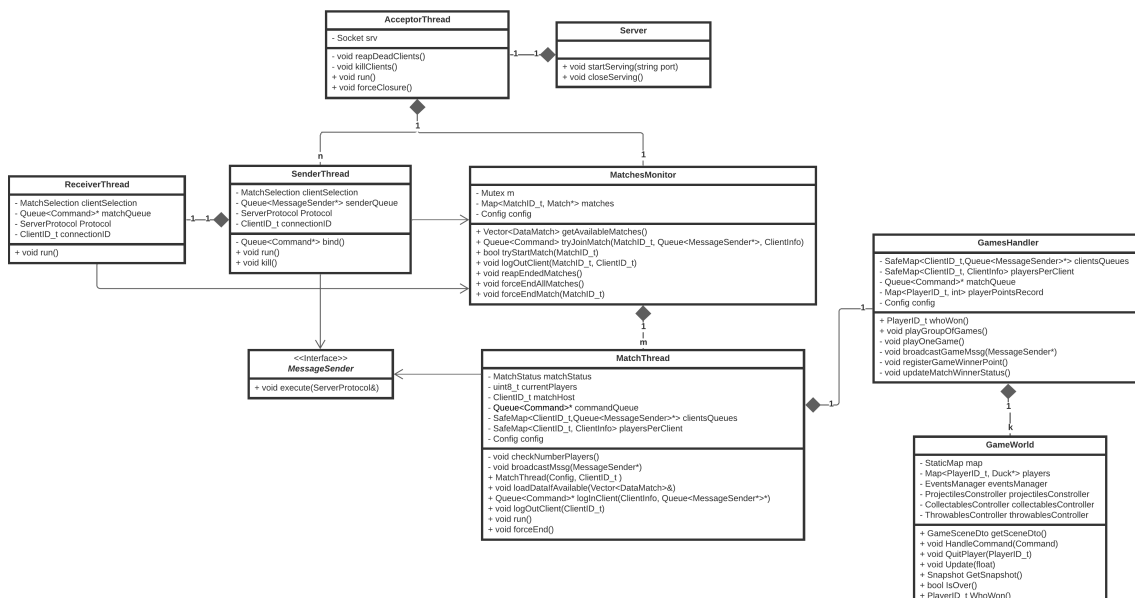 AcceptorThread
- Socket srv
- void reapDeadClients()
- void killClients()
+ void run()
+ void forceClosure()
1
1
Server
+ void startServing(string port)
+ void closeServing()
1
n
1
ReceiverThread
- MatchSelection clientSelection
- Queue<Command>* matchQueue
- ServerProtocol Protocol
- ClientID_t connectionID
+ void run()
1
1
SenderThread
- MatchSelection clientSelection
- Queue<MessageSender*> senderQueue
- ServerProtocol Protocol
- ClientID_t connectionID
- Queue<Command*> bind()
+ void run()
+ void kill()
MatchesMonitor
- Mutex m
- Map<MatchID_t, Match*> matches
- Config config
+ Vector<DataMatch> getAvailableMatches()
+ Queue<Command> tryJoinMatch(MatchID_t, Queue<MessageSender*>, ClientInfo)
+ bool tryStartMatch(MatchID_t)
+ void logOutClient(MatchID_t, ClientID_t)
+ void reapEndedMatches()
+ void forceEndAllMatches()
+ void forceEndMatch(MatchID_t)
1
m
<<Interface>>
MessageSender
+ void execute(ServerProtocol&)
MatchThread
- MatchStatus matchStatus
- uint8_t currentPlayers
- ClientID_t matchHost
- Queue<Command>* commandQueue
- SafeMap<ClientID_t,Queue<MessageSender*>*> clientsQueues
- SafeMap<ClientID_t, ClientInfo> playersPerClient
- Config config
- void checkNumberPlayers()
- void broadcastMssg(MessageSender*)
+ MatchThread(Config, ClientID_t )
+ void loadDataIfAvailable(Vector<DataMatch>&)
+ Queue<Command>* logInClient(ClientInfo, Queue<MessageSender*>*)
+ void logOutClient(ClientID_t)
+ void run()
+ void forceEnd()
1
1
GamesHandler
- SafeMap<ClientID_t,Queue<MessageSender>*> clientsQueues
- SafeMap<ClientID_t, ClientInfo> playersPerClient
- Queue<Command>* matchQueue
- Map<PlayerID_t, int> playerPointsRecord
- Config config
+ PlayerID_t whoWon()
+ void playGroupOfGames()
- void playOneGame()
- void broadcastGameMssg(MessageSender*)
- void registerGameWinnerPoint()
- void updateMatchWinnerStatus()
1
k
GameWorld
- StaticMap map
- Map<PlayerID_t, Duck*> players
- EventsManager eventsManager
- ProjectilesConstroller projectilesConstroller
- CollectablesController collectablesController
- ThrowablesController throwablesController
+ GameSceneDto getSceneDto()
+ void HandleCommand(Command)
+ void QuitPlayer(PlayerID_t)
+ void Update(float)
+ Snapshot GetSnapshot()
+ bool IsOver()
+ PlayerID_t WhoWon()